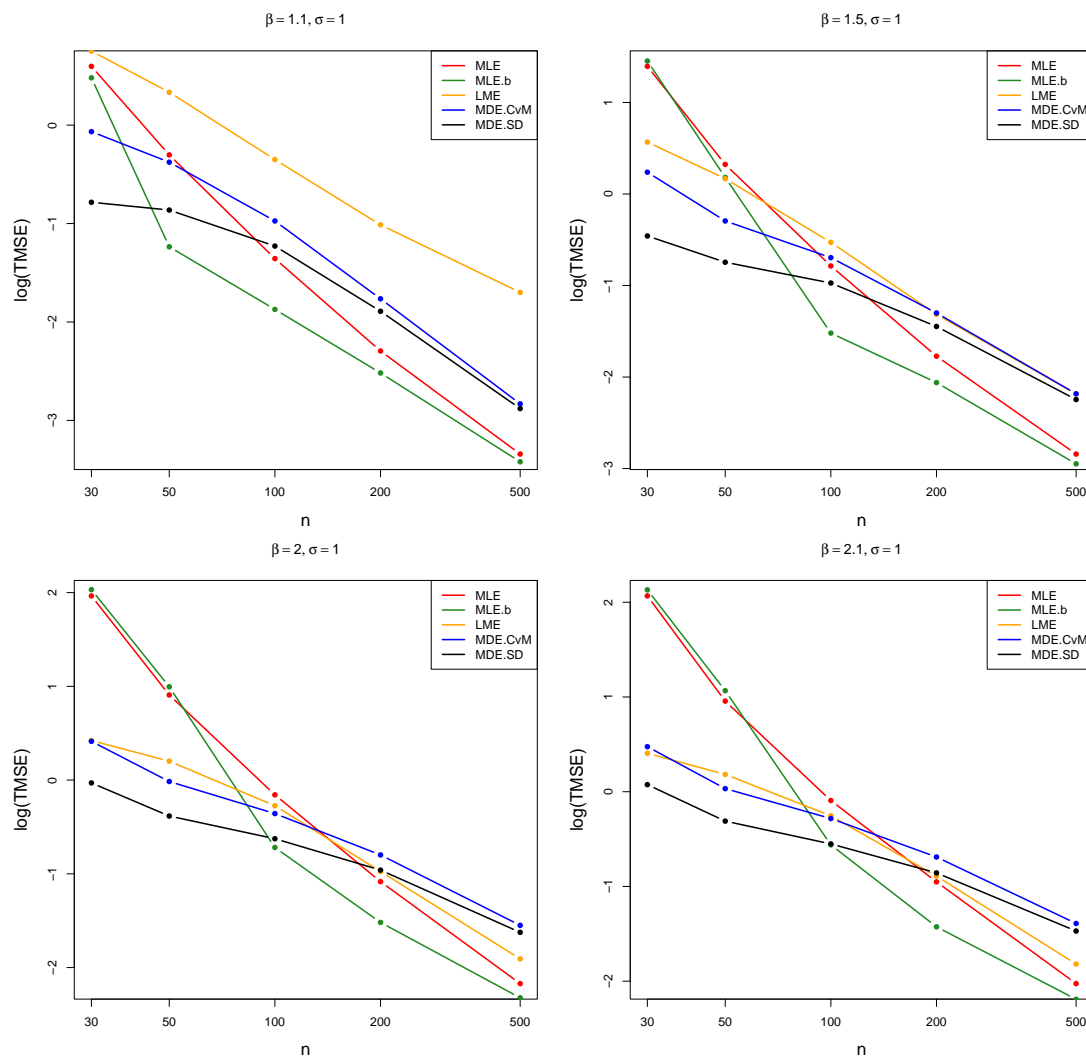 β = 1.1, σ = 1
log(TMSE)
0
−1
−2
−3
MLE
MLE.b
LME
MDE.CvM
MDE.SD
30 50 100 200 500
n
β = 1.5, σ = 1
log(TMSE)
1
0
−1
−2
−3
MLE
MLE.b
LME
MDE.CvM
MDE.SD
30 50 100 200 500
n
β = 2, σ = 1
log(TMSE)
2
1
0
−1
−2
MLE
MLE.b
LME
MDE.CvM
MDE.SD
30 50 100 200 500
n
β = 2.1, σ = 1
log(TMSE)
2
1
0
−1
−2
MLE
MLE.b
LME
MDE.CvM
MDE.SD
30 50 100 200 500
n